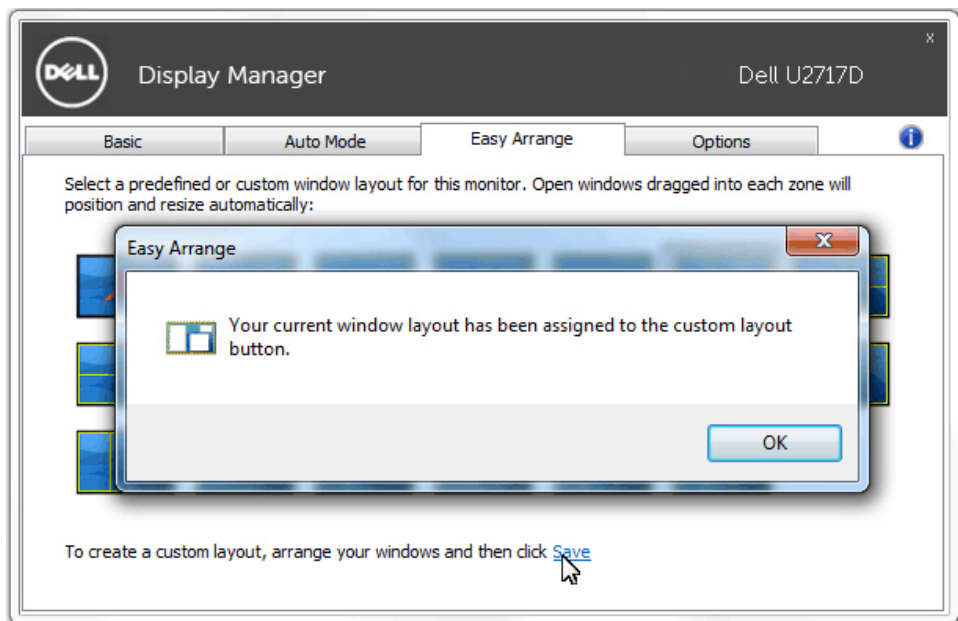 DELL
Display Manager
Dell U2717D
x
Basic
Auto Mode
Easy Arrange
Options
i
Select a predefined or custom window layout for this monitor. Open windows dragged into each zone will
position and resize automatically:
Easy Arrange
x
Your current window layout has been assigned to the custom layout
button.
OK
To create a custom layout, arrange your windows and then click Save